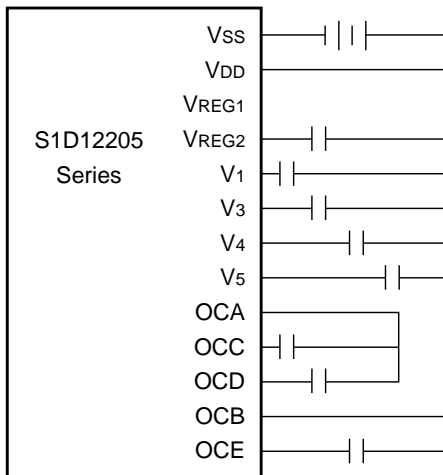 VSS
VDD
VREG1
S1D12205
Series
VREG2
V1
V3
V4
V5
OCA
OCC
OCD
OCB
OCE